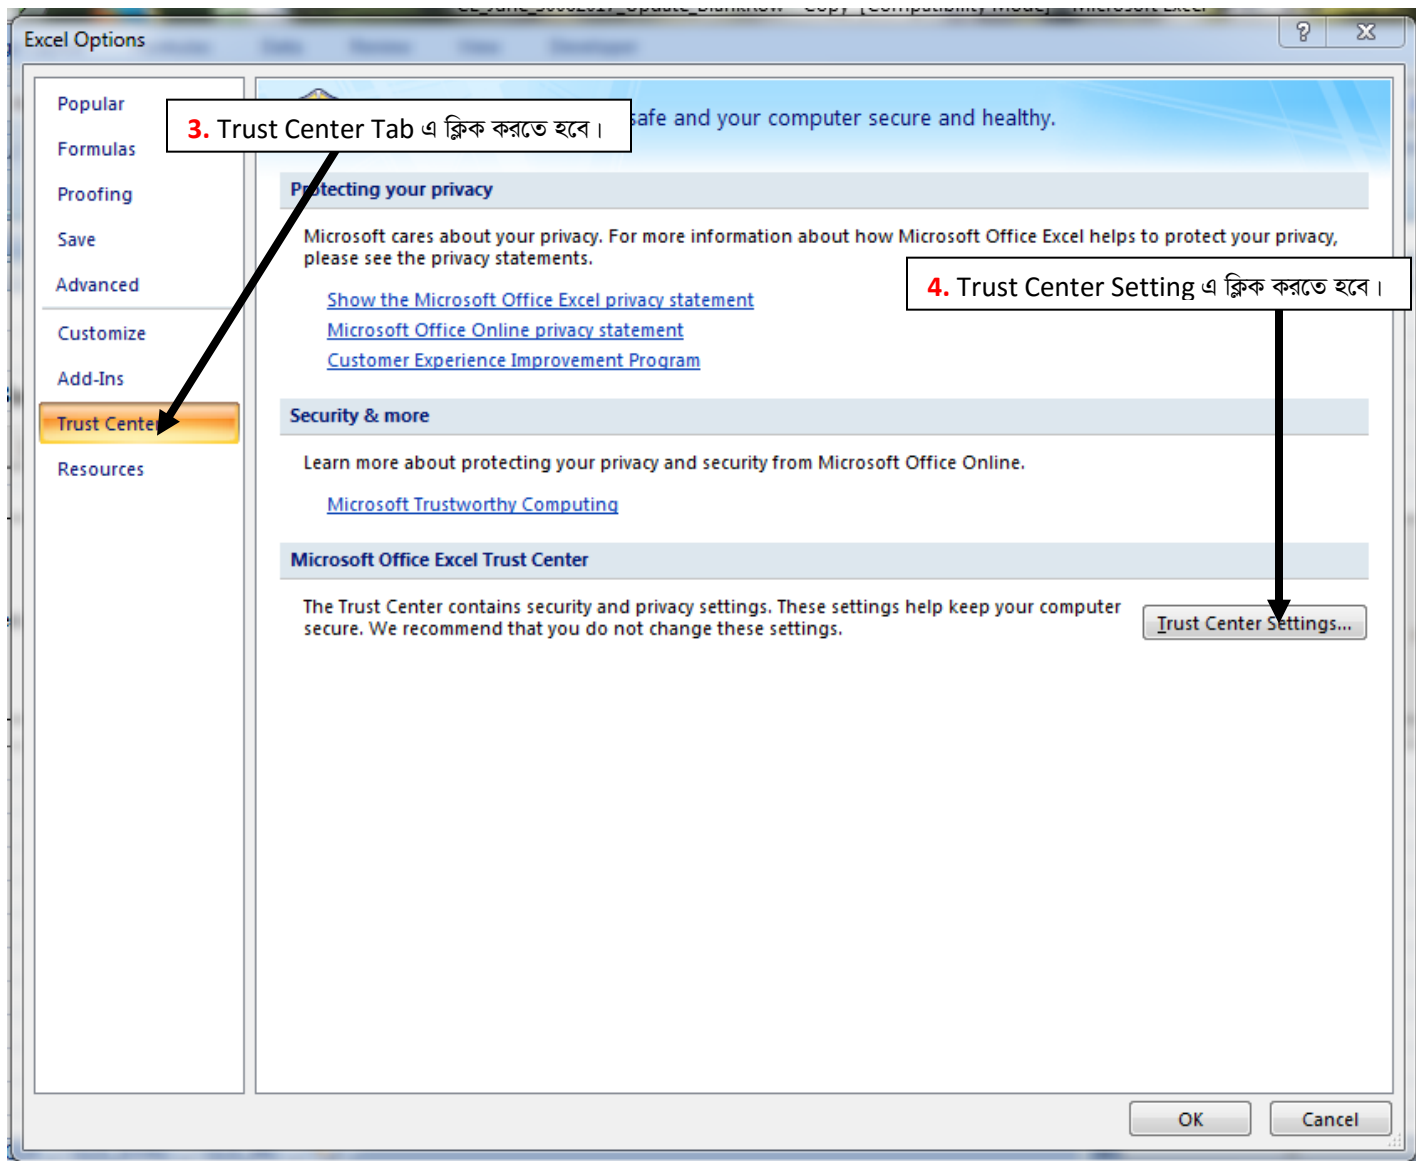 Excel Options
Popular
Formulas
Proofing
Save
Advanced
Customize
Add-Ins
Trust Center
Resources
3. Trust Center Tab এ ক্লিক করতে হবে।
safe and your computer secure and healthy.
Protecting your privacy
Microsoft cares about your privacy. For more information about how Microsoft Office Excel helps to protect your privacy,
please see the privacy statements.
4. Trust Center Setting এ ক্লিক করতে হবে।
Show the Microsoft Office Excel privacy statement
Microsoft Office Online privacy statement
Customer Experience Improvement Program
Security & more
Learn more about protecting your privacy and security from Microsoft Office Online.
Microsoft Trustworthy Computing
Microsoft Office Excel Trust Center
The Trust Center contains security and privacy settings. These settings help keep your computer
secure. We recommend that you do not change these settings.
Trust Center Settings...
OK
Cancel